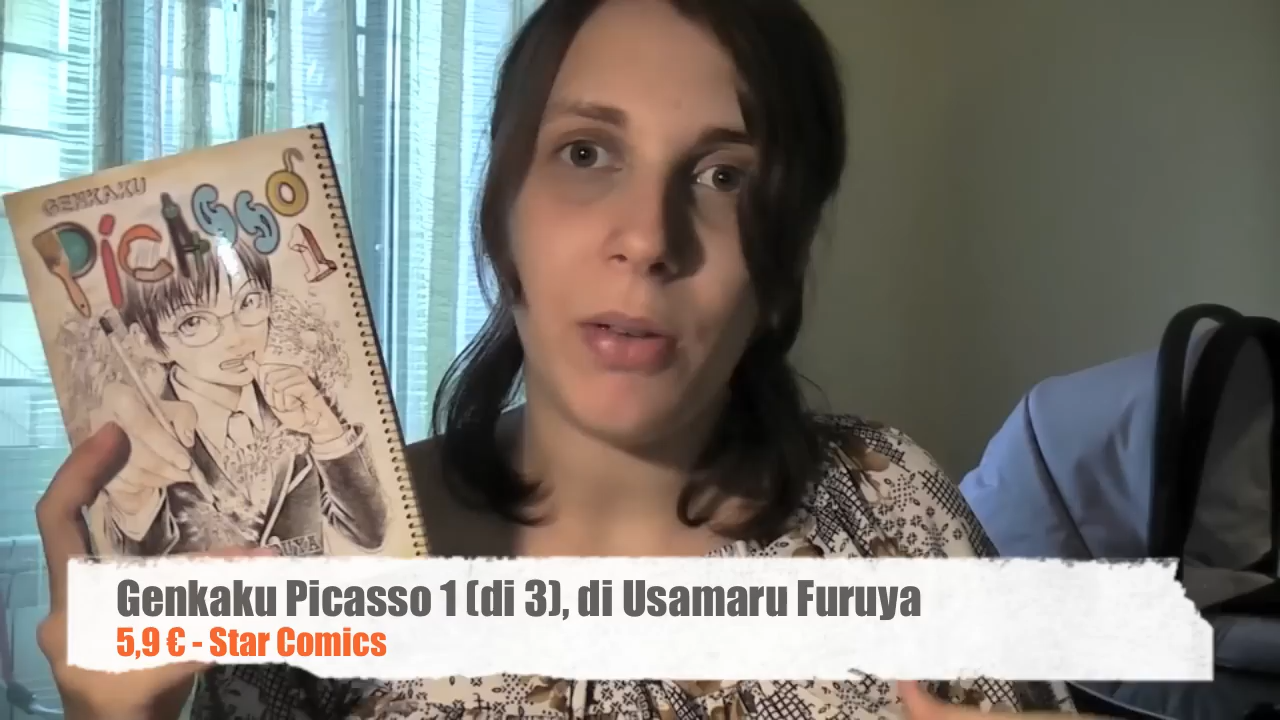 GENKAKU
PiCASSO
1
Genkaku Picasso 1 (di 3), di Usamaru Furuya
5,9 € - Star Comics